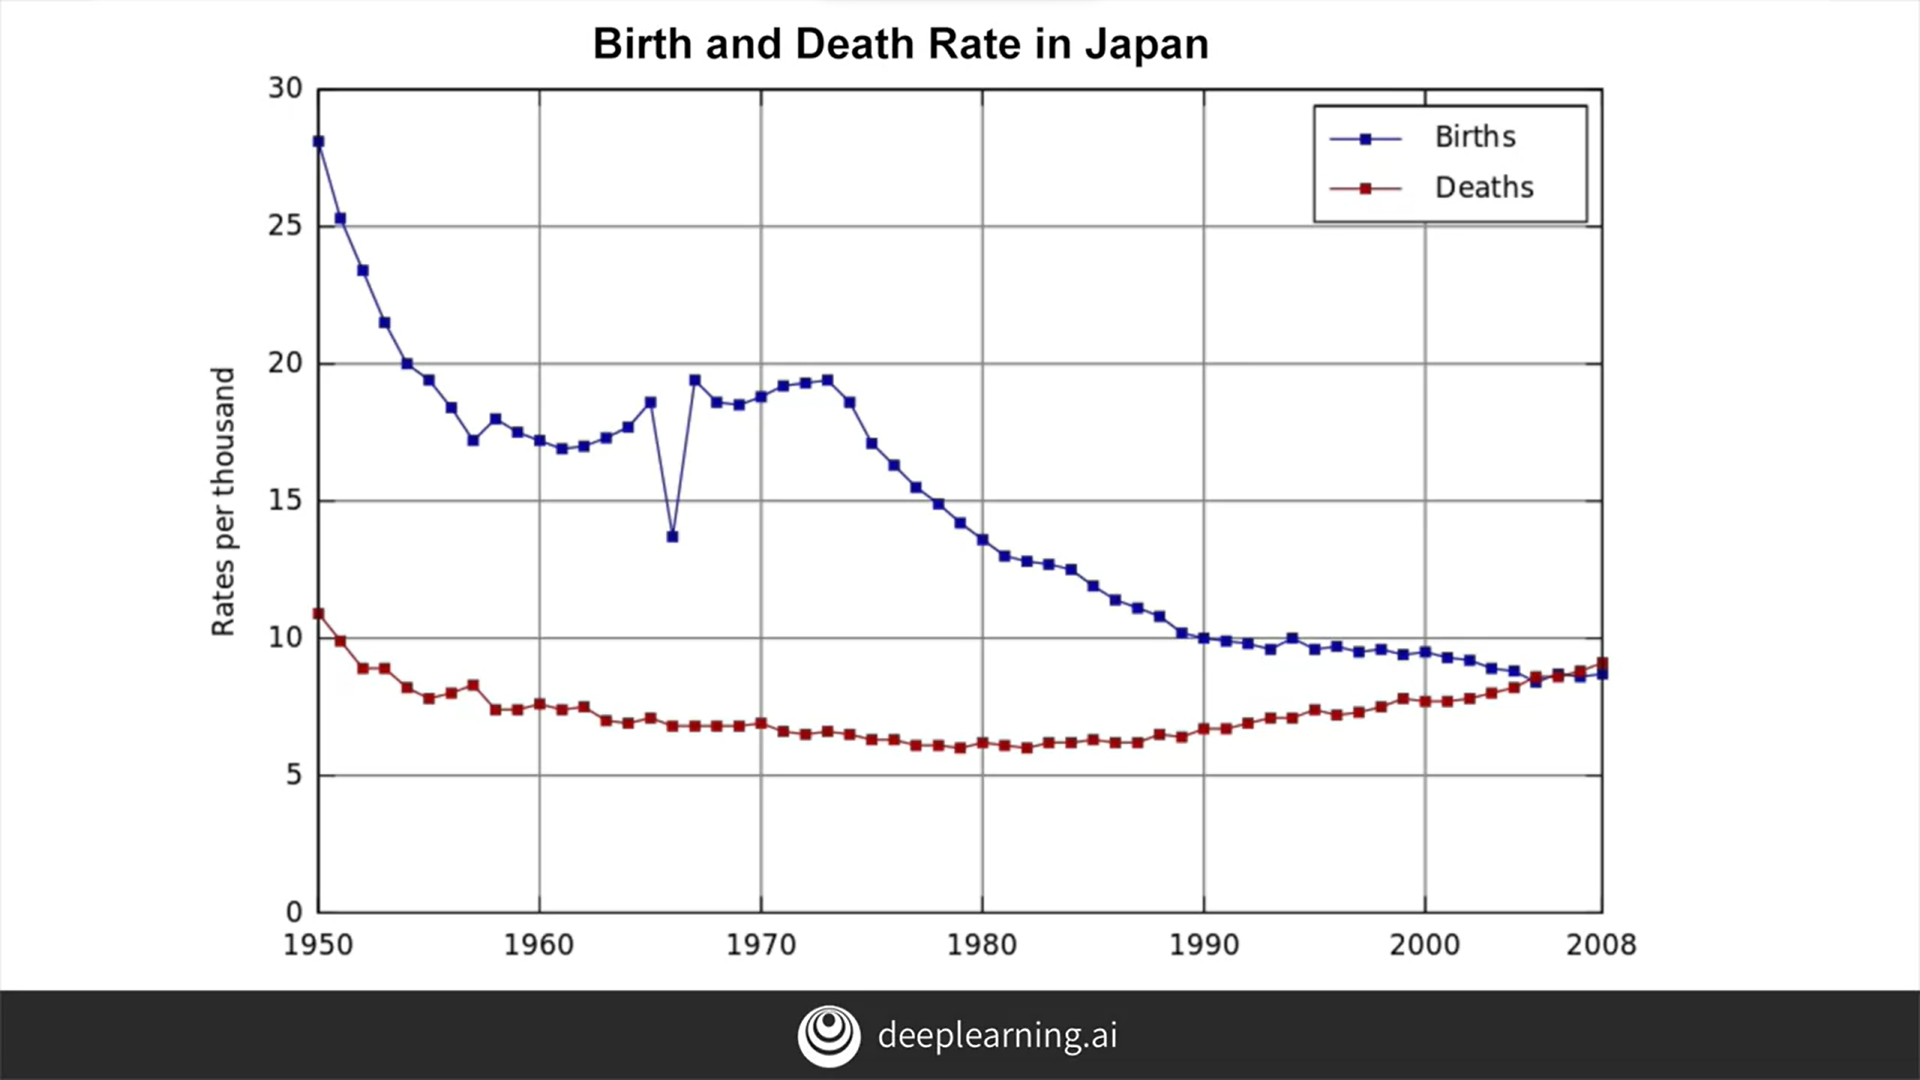 Birth and Death Rate in Japan
30
25
20
15
10
5
0
Rates per thousand
Births
Deaths
1950 1960 1970 1980 1990 2000 2008
deeplearning.ai